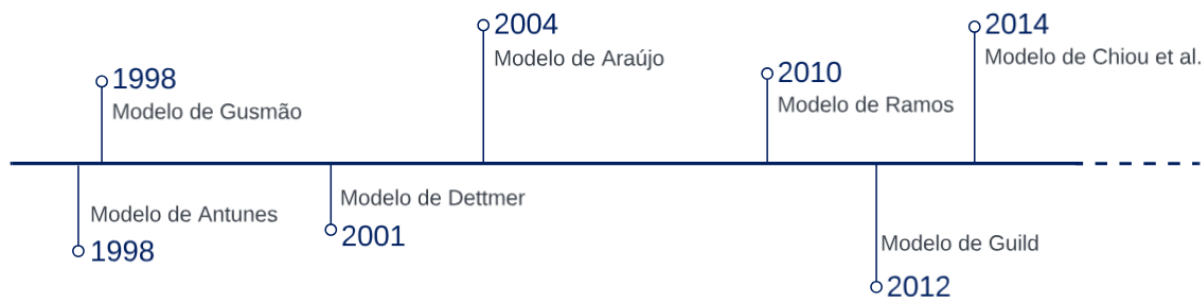 2004
Modelo de Araújo
2014
Modelo de Chiou et al.
1998
Modelo de Gusmão
2010
Modelo de Ramos
Modelo de Antunes
1998
Modelo de Dettmer
2001
Modelo de Guild
2012